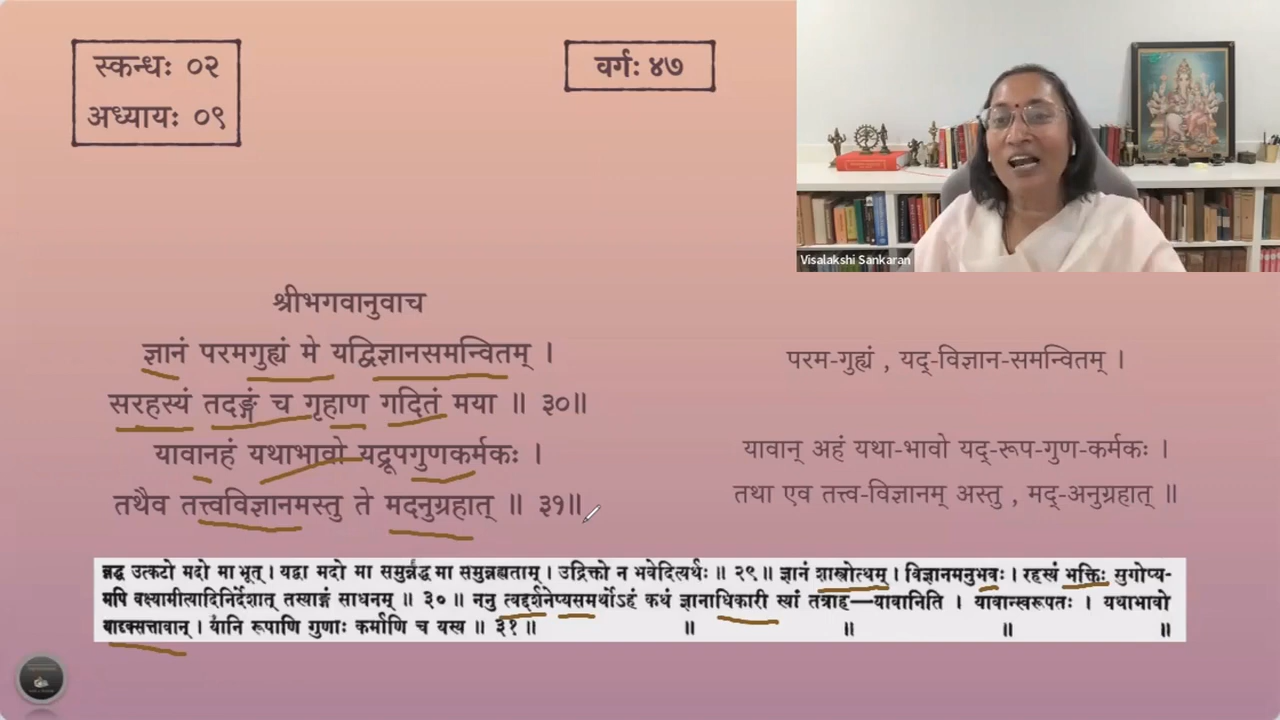 स्कन्धः ०२
अध्यायः ०९
वर्गः ४७
Visalakshi Sankaran
श्रीभगवानुवाच
ज्ञानं परमगुह्यं मे यद्विज्ञानसमन्वितम् ।
सरहस्यं तदङ्गं च गृहाण गदितं मया ॥ ३०॥
यावानहं यथाभावो यद्रूपगुणकर्मकः ।
तथैव तत्त्वविज्ञानमस्तु ते मदनुग्रहात् ॥ ३१॥
परम-गुह्यं , यद्-विज्ञान-समन्वितम् ।
यावान् अहं यथा-भावो यद्-रूप-गुण-कर्मकः ।
तथा एव तत्त्व-विज्ञानम् अस्तु , मद्-अनुग्रहात् ॥
उत्कटो मदो मा भूत् । यद्वा मदो मा समुन्नद्ध मा समुन्नह्यताम् । उद्रिक्तो न भवेदित्यर्थः ॥ २९ ॥ ज्ञानं शास्त्रोत्थम् । विज्ञानमनुभवः । रहस्यं भक्तिः सुगोप्य-
मपि वक्ष्यामीत्यादिनिर्देशात् तस्याङ्गं साधनम् ॥ ३० ॥ ननु त्वद्दर्शनेप्यसमर्थोऽहं कथं ज्ञानाधिकारी स्यां तत्राह—यावानिति । यावान्स्वरूपतः । यथाभावो
यादृक्सत्तावान् । यानि रूपाणि गुणाः कर्माणि च यस्य ॥ ३१ ॥ ॥ ॥ ॥ ॥